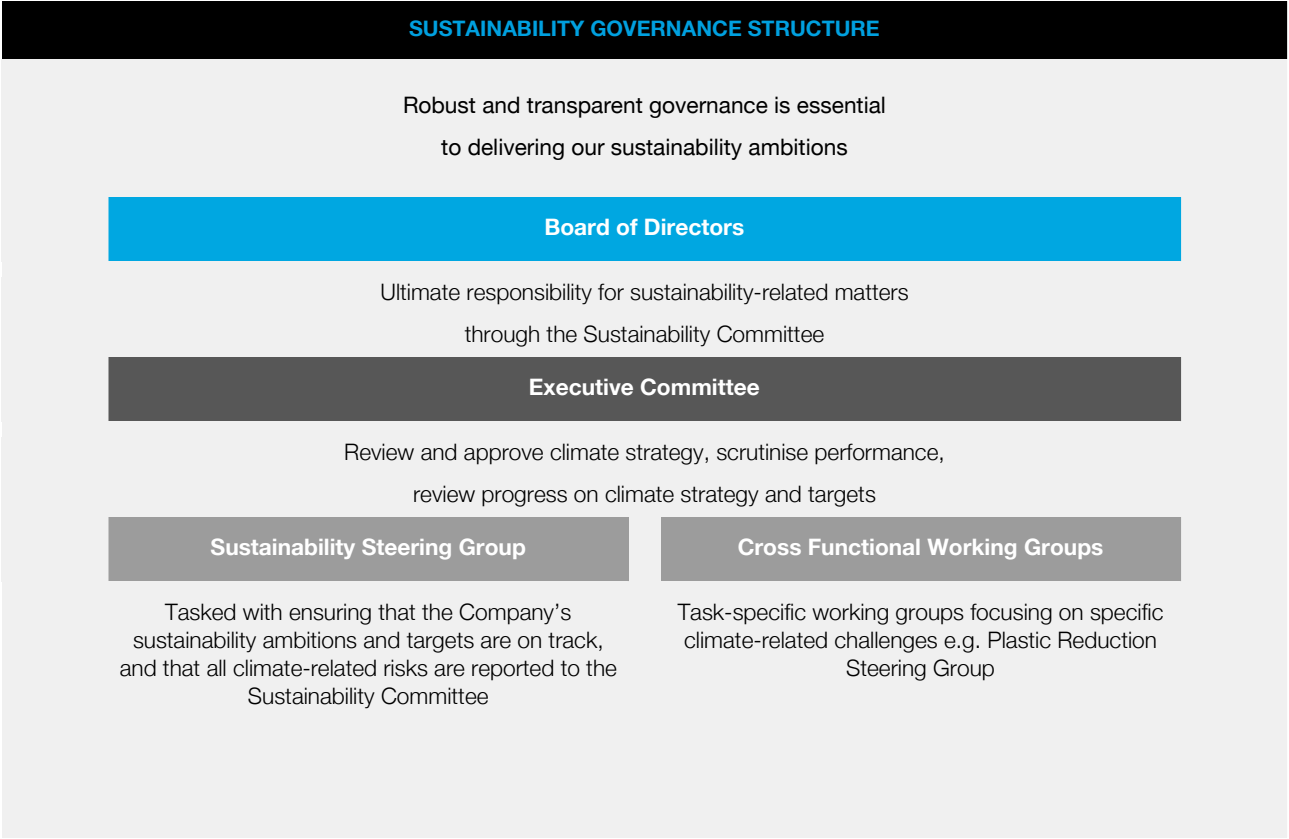 SUSTAINABILITY GOVERNANCE STRUCTURE
Robust and transparent governance is essential
to delivering our sustainability ambitions
Board of Directors
Ultimate responsibility for sustainability-related matters
through the Sustainability Committee
Executive Committee
Review and approve climate strategy, scrutinise performance,
review progress on climate strategy and targets
Sustainability Steering Group
Tasked with ensuring that the Company’s
sustainability ambitions and targets are on track,
and that all climate-related risks are reported to the
Sustainability Committee
Cross Functional Working Groups
Task-specific working groups focusing on specific
climate-related challenges e.g. Plastic Reduction
Steering Group